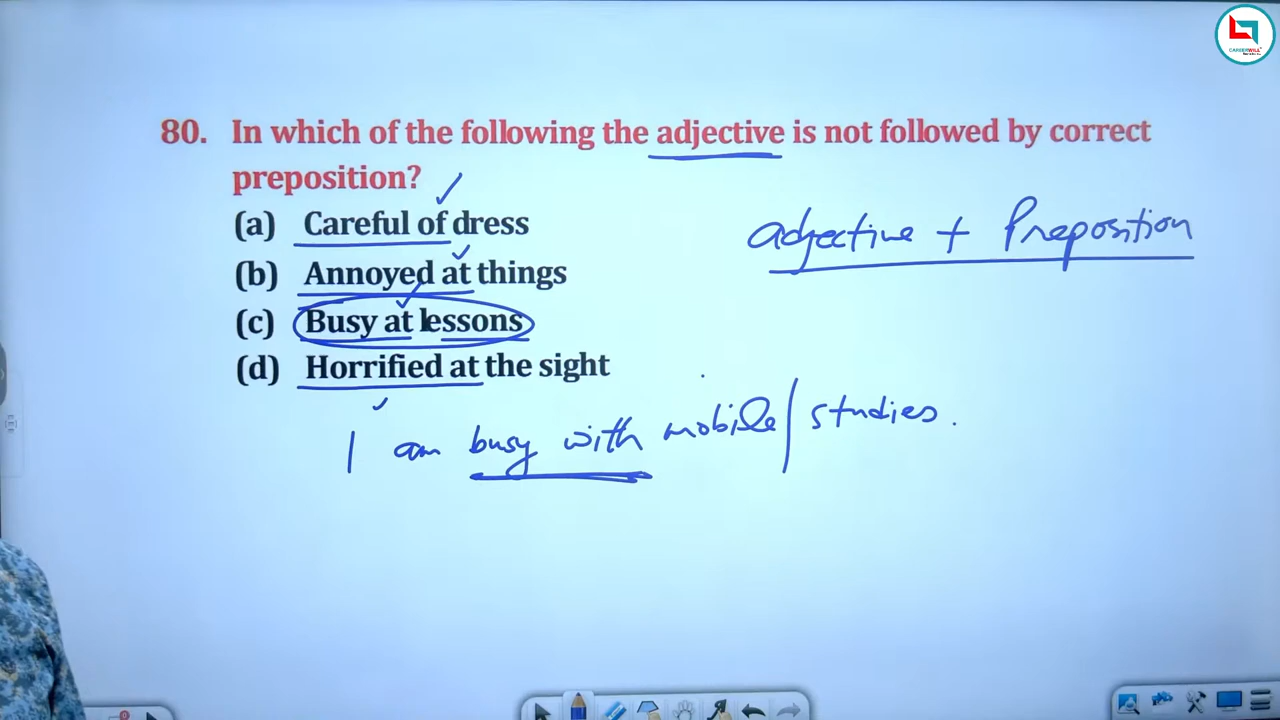 80. In which of the following the adjective is not followed by correct
preposition?
(a) Careful of dress
(b) Annoyed at things
(c) Busy at lessons
(d) Horrified at the sight
adjective + Preposition
I am busy with mobile/studies.
CAREERWILL